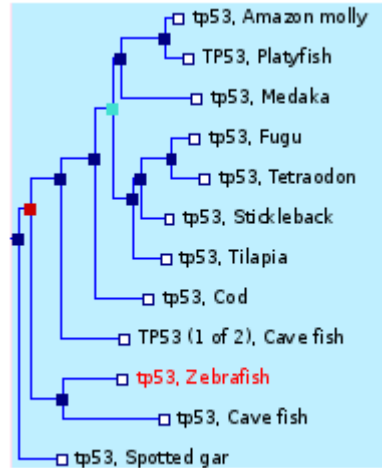 tp53, Amazon molly
TP53, Platyfish
tp53, Medaka
tp53, Fugu
tp53, Tetraodon
tp53, Stickleback
tp53, Tilapia
tp53, Cod
TP53 (1 of 2), Cave fish
tp53, Zebrafish
tp53, Cave fish
tp53, Spotted gar